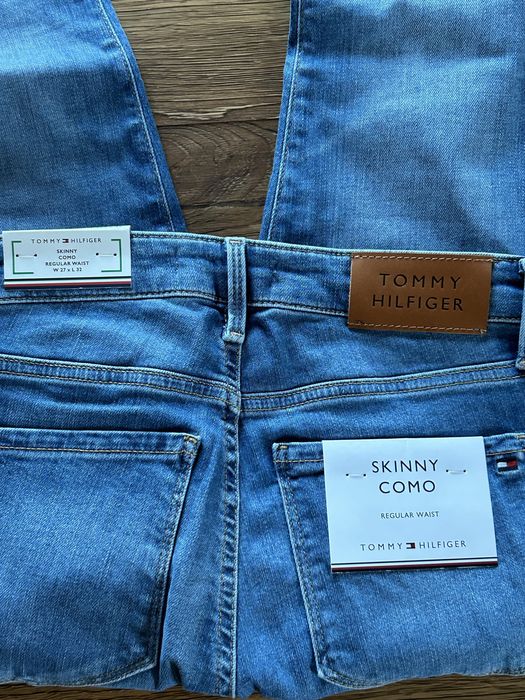 TOMMY HILFIGER
SKINNY
COMO
REGULAR WAIST
W 27 x L 32
TOMMY
HILFIGER
SKINNY
COMO
REGULAR WAIST
TOMMY HILFIGER